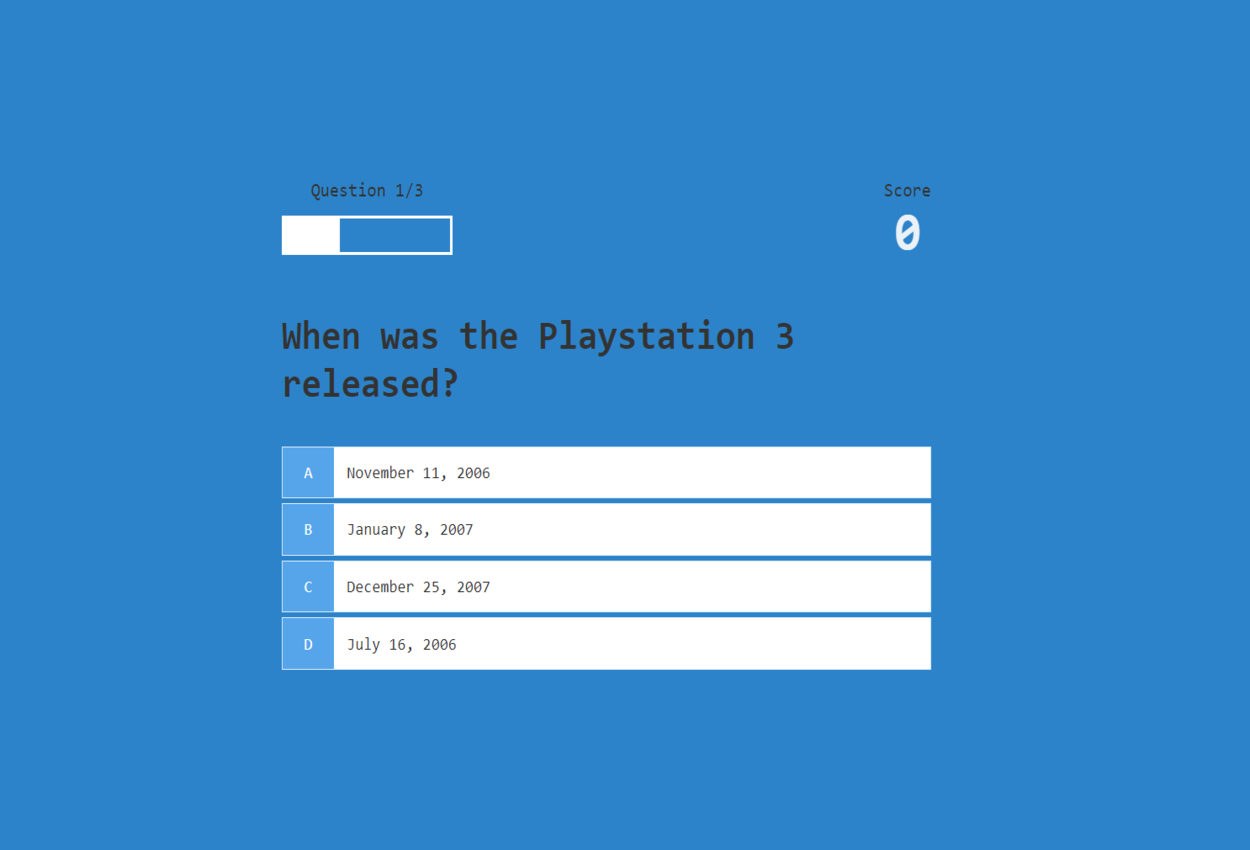 Question 1/3
Score
0
When was the Playstation 3
released?
A November 11, 2006
B January 8, 2007
C December 25, 2007
D July 16, 2006